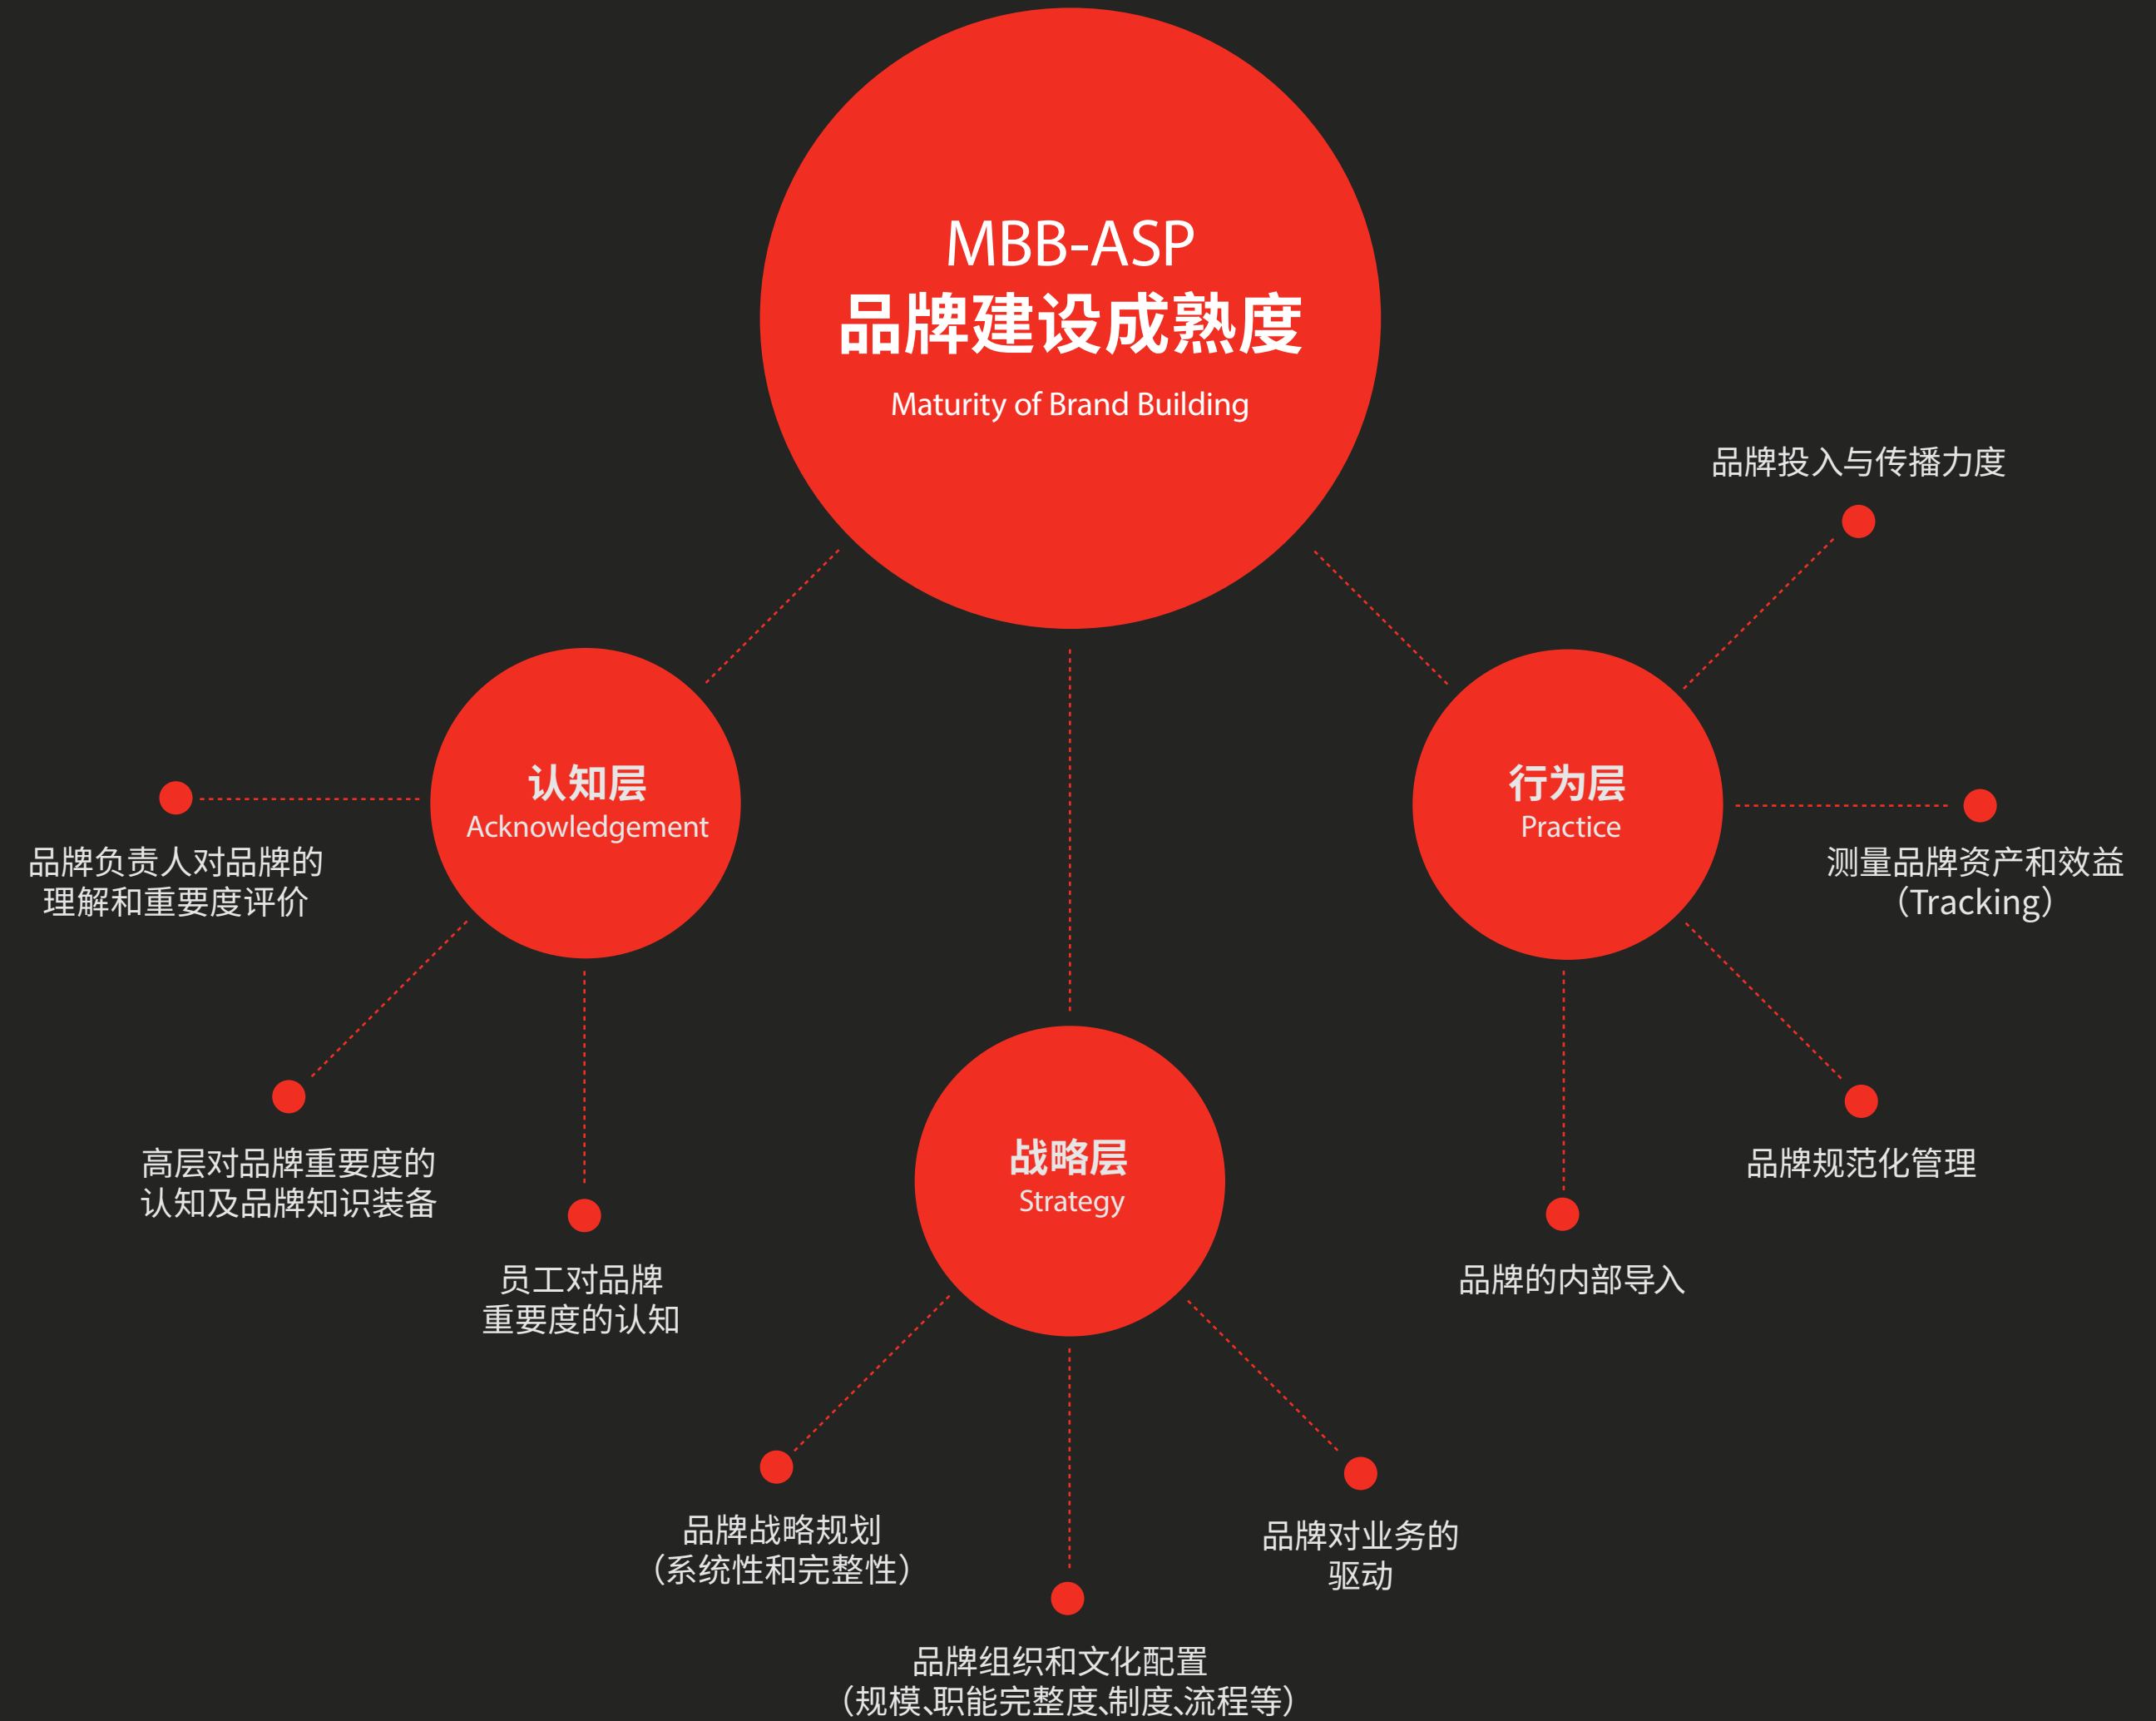 MBB-ASP
品牌建设成熟度
Maturity of Brand Building
认知层
Acknowledgement
品牌负责人对品牌的
理解和重要度评价
高层对品牌重要度的
认知及品牌知识装备
员工对品牌
重要度的认知
战略层
Strategy
品牌战略规划
（系统性和完整性）
品牌组织和文化配置
（规模、职能完整度、制度、流程等）
品牌对业务的
驱动
行为层
Practice
品牌投入与传播力度
测量品牌资产和效益
（Tracking）
品牌规范化管理
品牌的内部导入